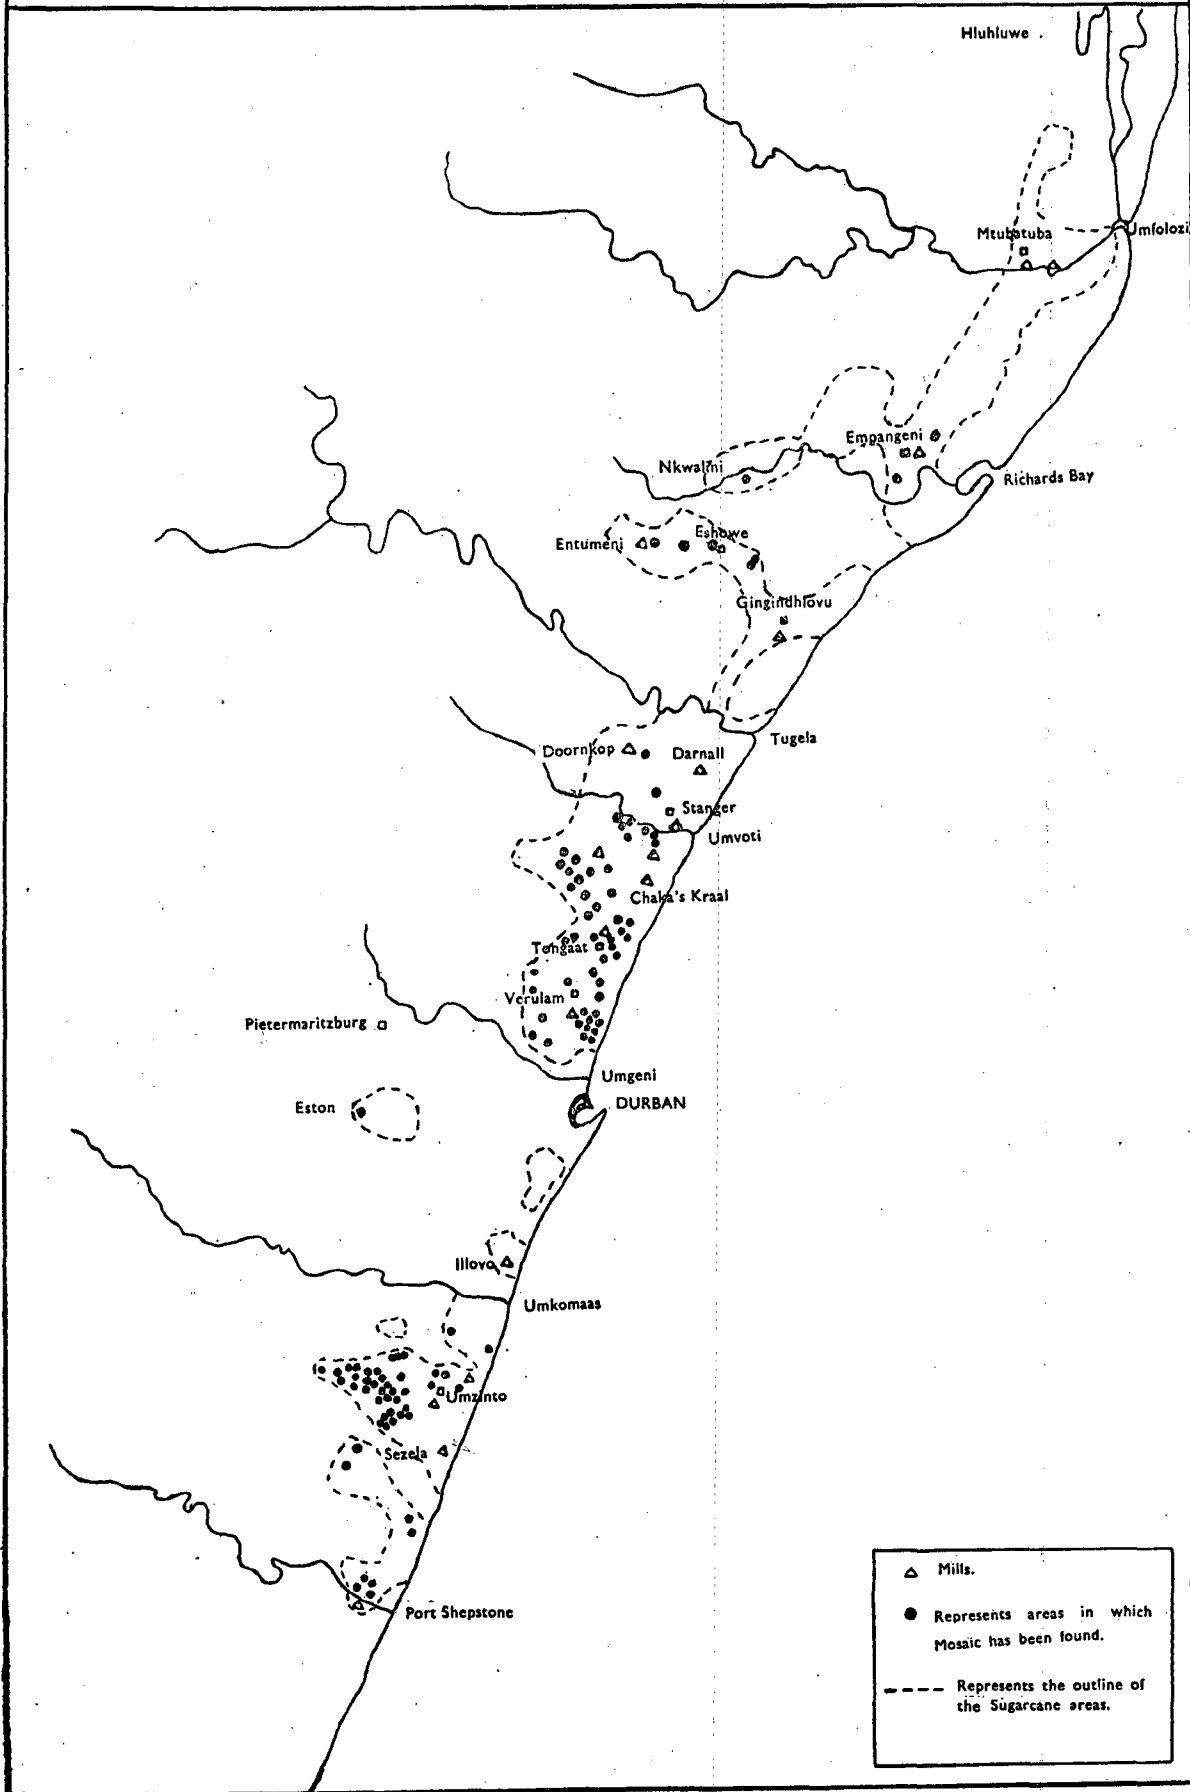 Hluhluwe
Mtubatuba
Umfolozi
Empangeni
Nkwalini
Richards Bay
Entumeni
Eshowe
Gingindhlovu
Tugela
Doornkop
Darnall
Stanger
Umvoti
Chaka's Kraal
Tongaat
Verulam
Pietermaritzburg
Umgeni
Eston
DURBAN
Illovo
Umkomaas
Umzinto
Sezela
Port Shepstone
Mills.
Represents areas in which
Mosaic has been found.
Represents the outline of
the Sugarcane areas.